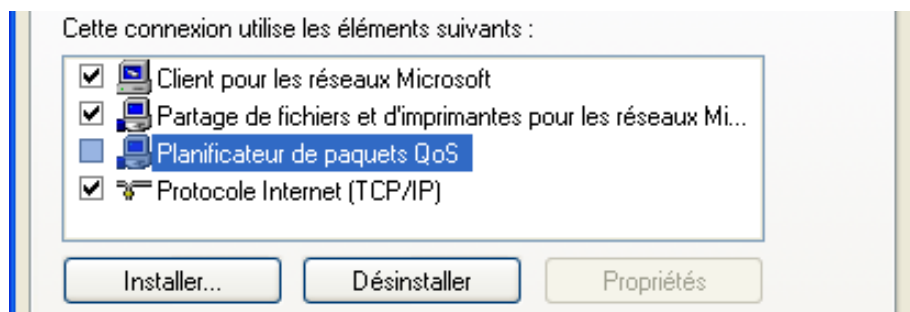 Cette connexion utilise les éléments suivants :
Client pour les réseaux Microsoft
Partage de fichiers et d'imprimantes pour les réseaux Mi...
Planificateur de paquets QoS
Protocole Internet (TCP/IP)
Installer... Désinstaller Propriétés